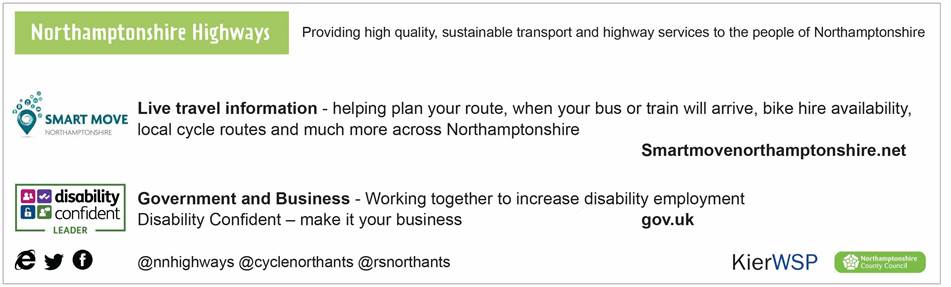 Northamptonshire Highways
Providing high quality, sustainable transport and highway services to the people of Northamptonshire
SMART MOVE
NORTHAMPTONSHIRE
Live travel information - helping plan your route, when your bus or train will arrive, bike hire availability,
local cycle routes and much more across Northamptonshire
Smartmovenorthamptonshire.net
disability
confident
LEADER
Government and Business - Working together to increase disability employment
Disability Confident – make it your business
gov.uk
@nnhighways @cyclenorthants @rsnorthants
KierWSP
Northamptonshire
County Council